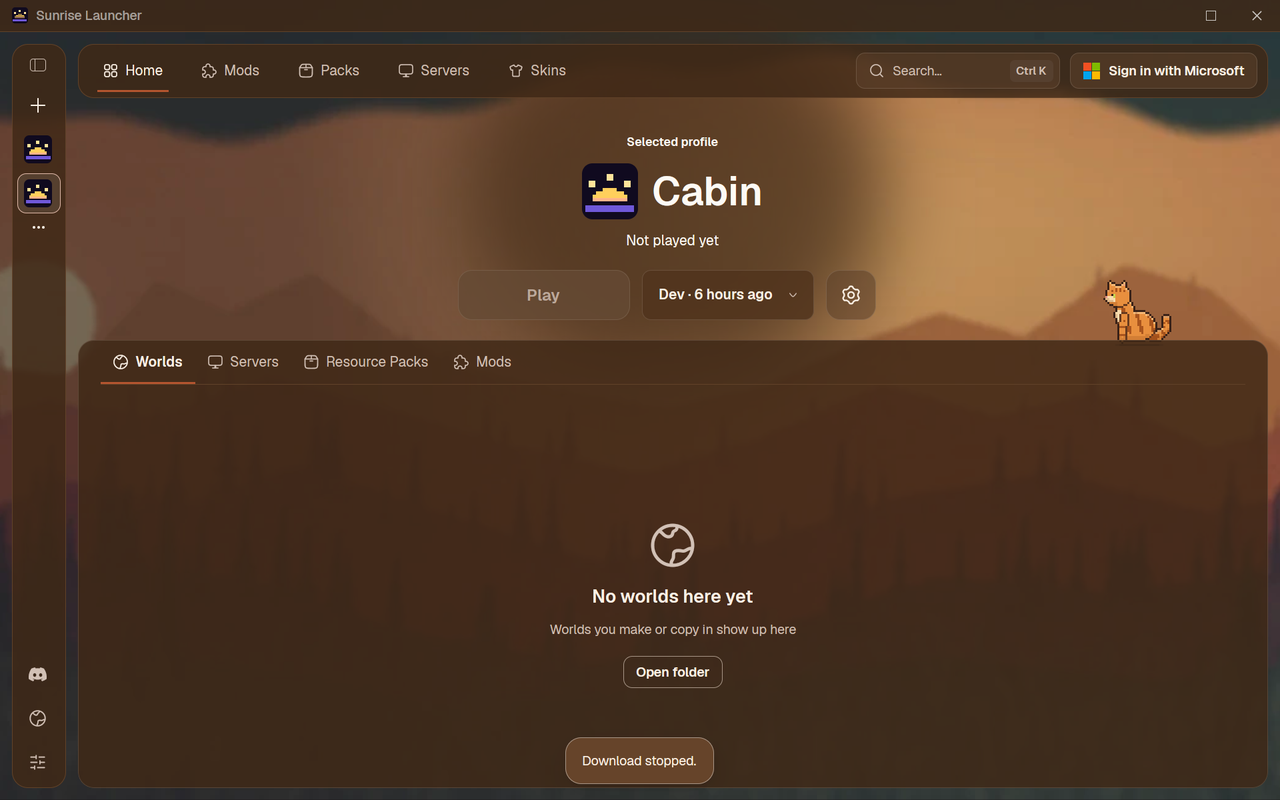 Sunrise Launcher
Home Mods Packs Servers Skins Search... Ctrl K Sign in with Microsoft
Selected profile
Cabin
Not played yet
Play Dev · 6 hours ago
Worlds Servers Resource Packs Mods
No worlds here yet
Worlds you make or copy in show up here
Open folder
Download stopped.